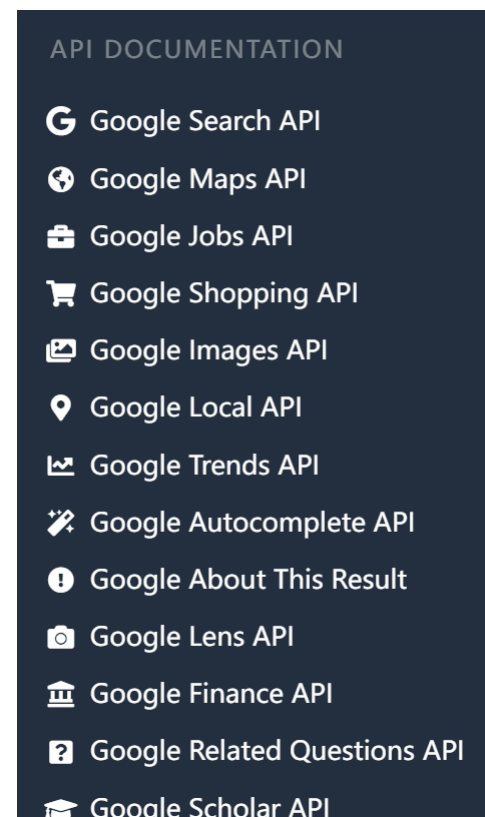 API DOCUMENTATION
Google Search API
Google Maps API
Google Jobs API
Google Shopping API
Google Images API
Google Local API
Google Trends API
Google Autocomplete API
Google About This Result
Google Lens API
Google Finance API
Google Related Questions API
Google Scholar API